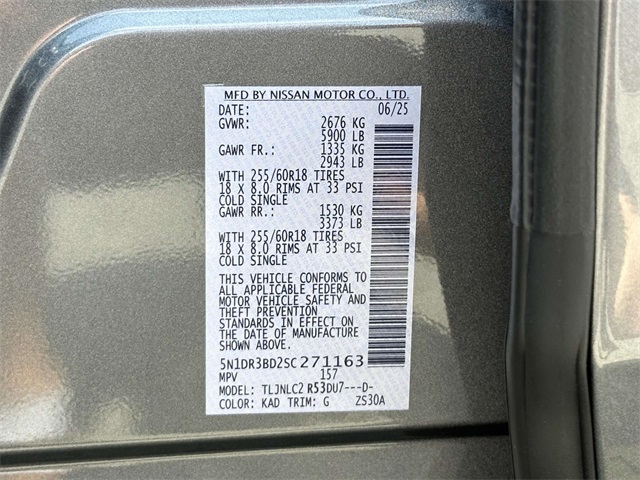 MFD BY NISSAN MOTOR CO., LTD.
DATE: 06/25
GVWR: 2676 KG
5900 LB
GAWR FR.: 1335 KG
2943 LB
WITH 255/60R18 TIRES
18 X 8.0 RIMS AT 33 PSI
COLD SINGLE
GAWR RR.: 1530 KG
3373 LB
WITH 255/60R18 TIRES
18 X 8.0 RIMS AT 33 PSI
COLD SINGLE
THIS VEHICLE CONFORMS TO
ALL APPLICABLE FEDERAL
MOTOR VEHICLE SAFETY AND
THEFT PREVENTION
STANDARDS IN EFFECT ON
THE DATE OF MANUFACTURE
SHOWN ABOVE.
5N1DR3BD2SC271163
MPV 157
MODEL: TLJNLC2 R53DU7---D-
COLOR: KAD TRIM: G ZS30A